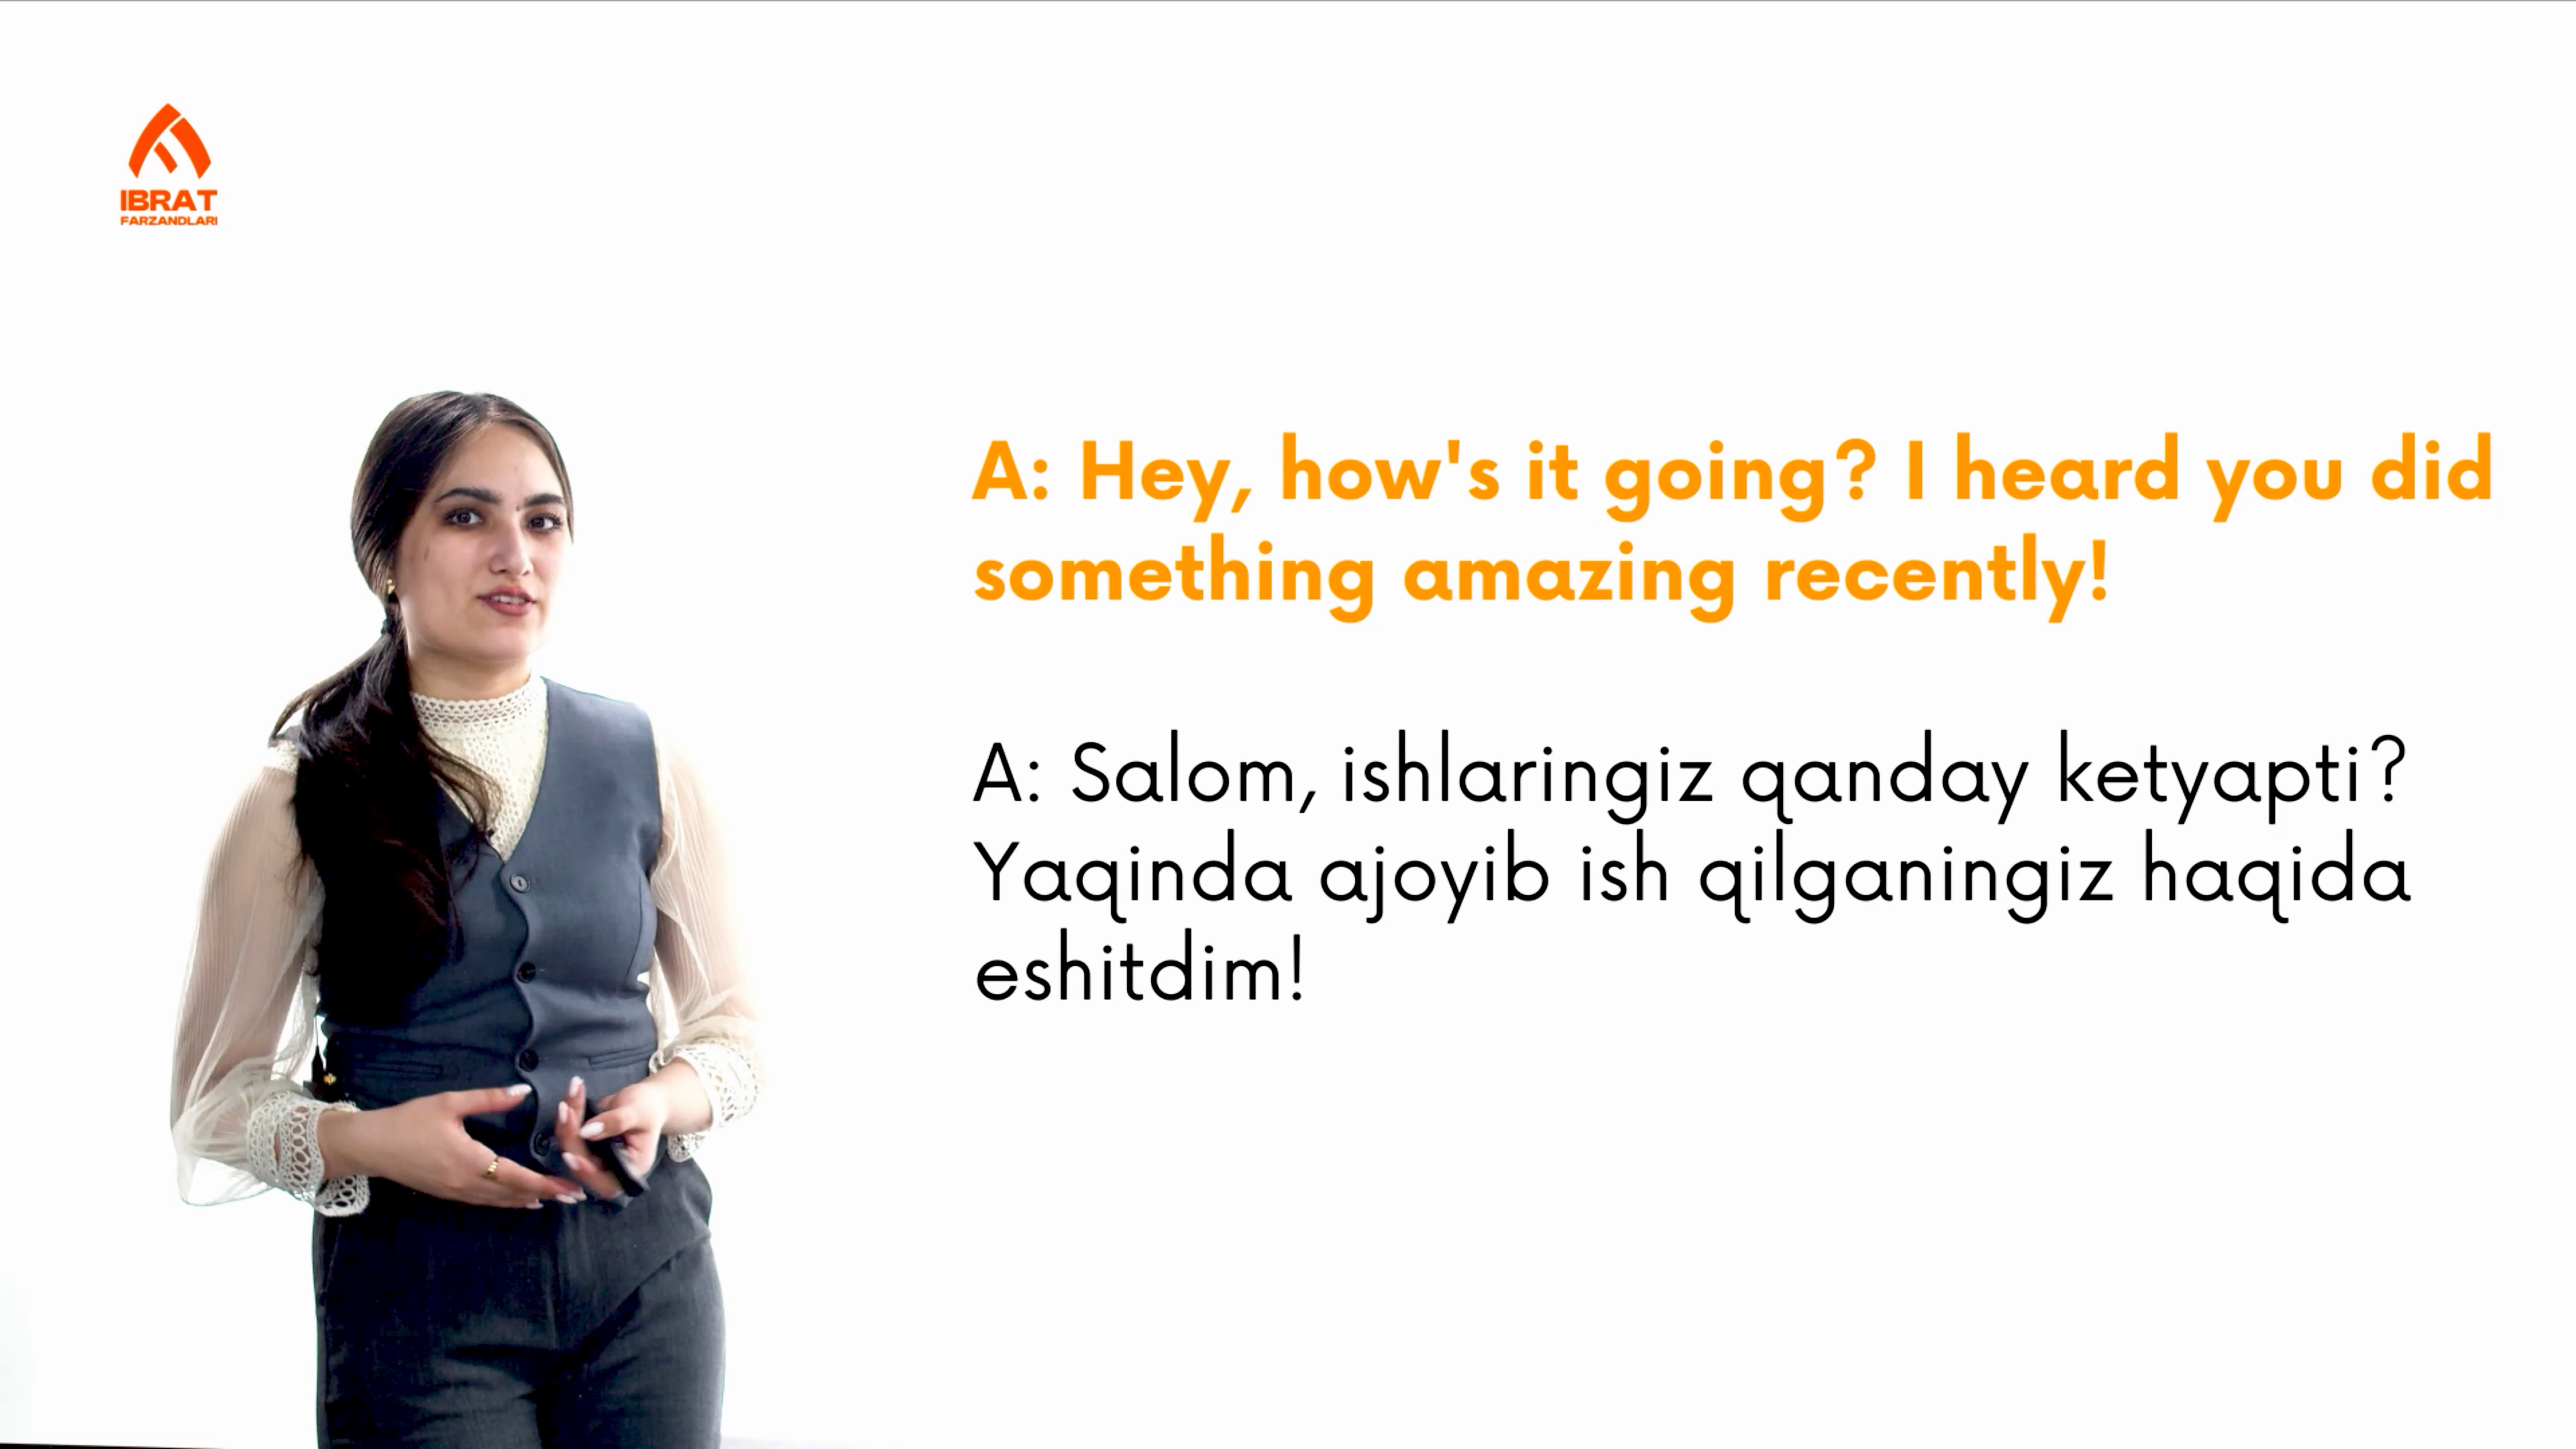 IBRAT
FARZANDLARI
A: Hey, how's it going? I heard you did
something amazing recently!
A: Salom, ishlaringiz qanday ketyapti?
Yaqinda ajoyib ish qilganingiz haqida
eshitdim!